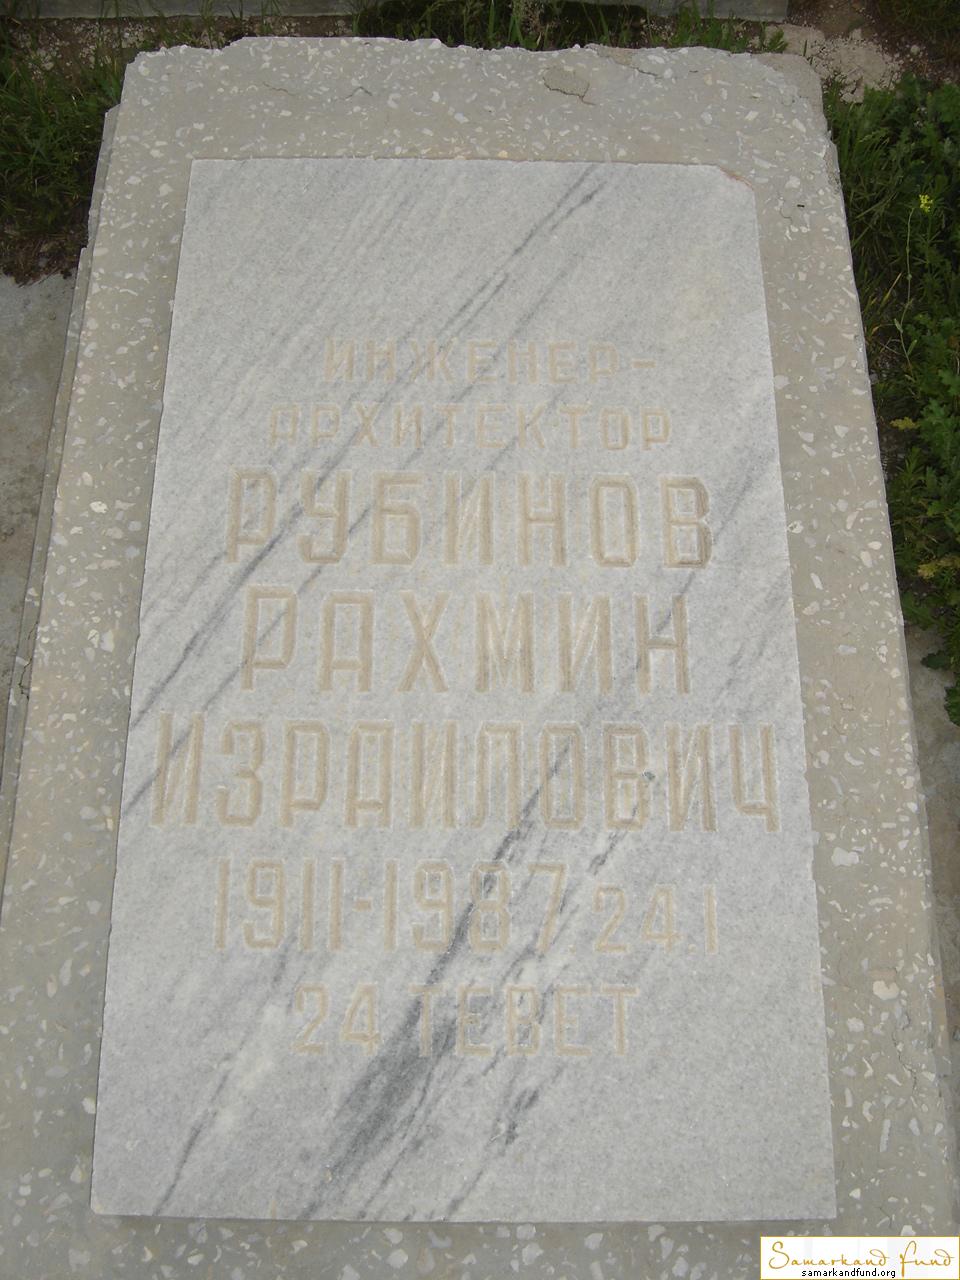 ИНЖЕНЕР-
АРХИТЕКТОР
РУБИНОВ
РАХМИН
ИЗРАИЛОВИЧ
1911-1987 24.1
24 ТЕВЕТ
Samarkand fund
samarkandfund.org